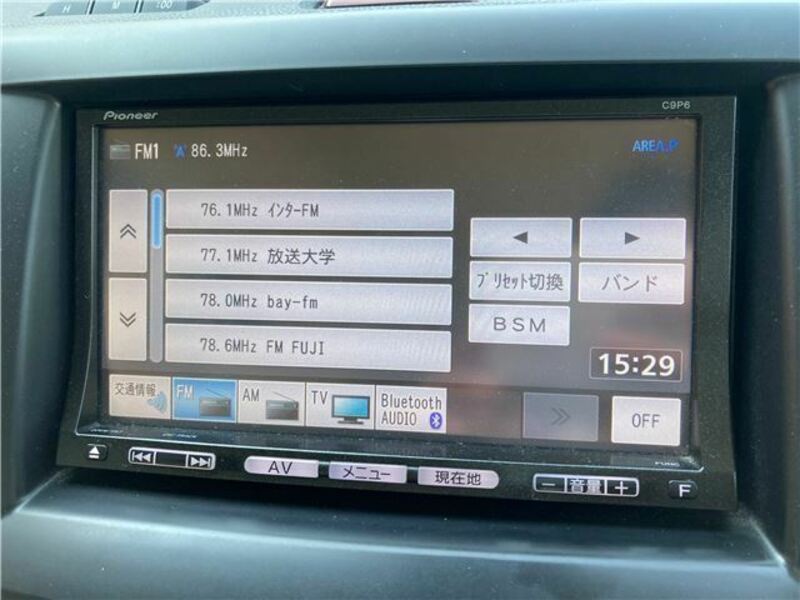 H M :00
Pioneer C9P6
FM1 86.3MHz AREA.P
76.1MHz インターFM
77.1MHz 放送大学
78.0MHz bay-fm
78.6MHz FM FUJI
◀ ▶
プリセット切換 バンド
BSM
15:29
交通情報 FM AM TV Bluetooth AUDIO OFF
AV メニュー 現在地 － 音量 ＋ F